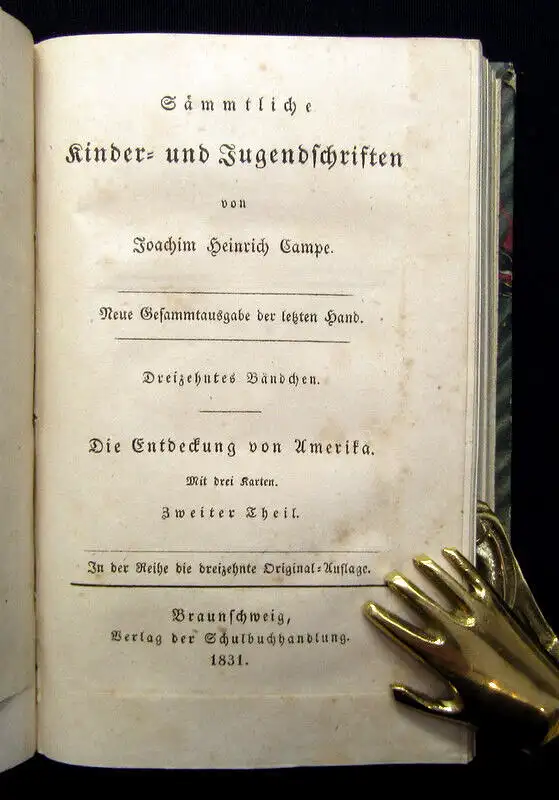 Sämmtliche
Kinder- und Jugendschriften
von
Joachim Heinrich Campe.
Neue Gesammtausgabe der letzten Hand.
Dreizehntes Bändchen.
Die Entdeckung von Amerika.
Mit drei Karten.
Zweiter Theil.
In der Reihe die dreizehnte Original-Auflage.
Braunschweig,
Verlag der Schulbuchhandlung.
1831.